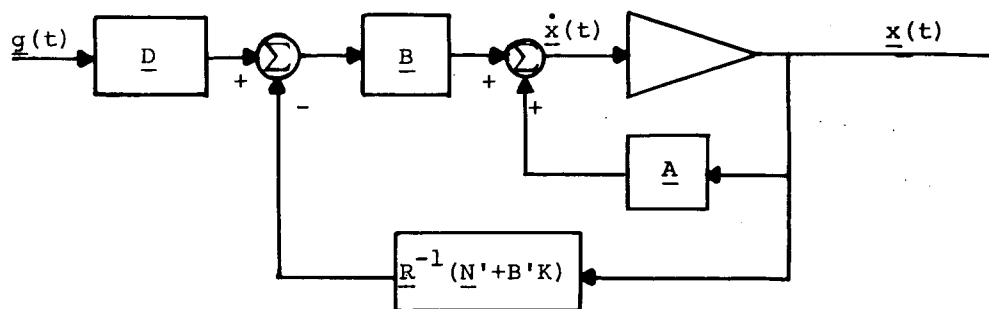 g(t)
D
Σ
+
-
B
Σ
+
+
ẋ(t)
x(t)
A
R⁻¹(N'+B'K)